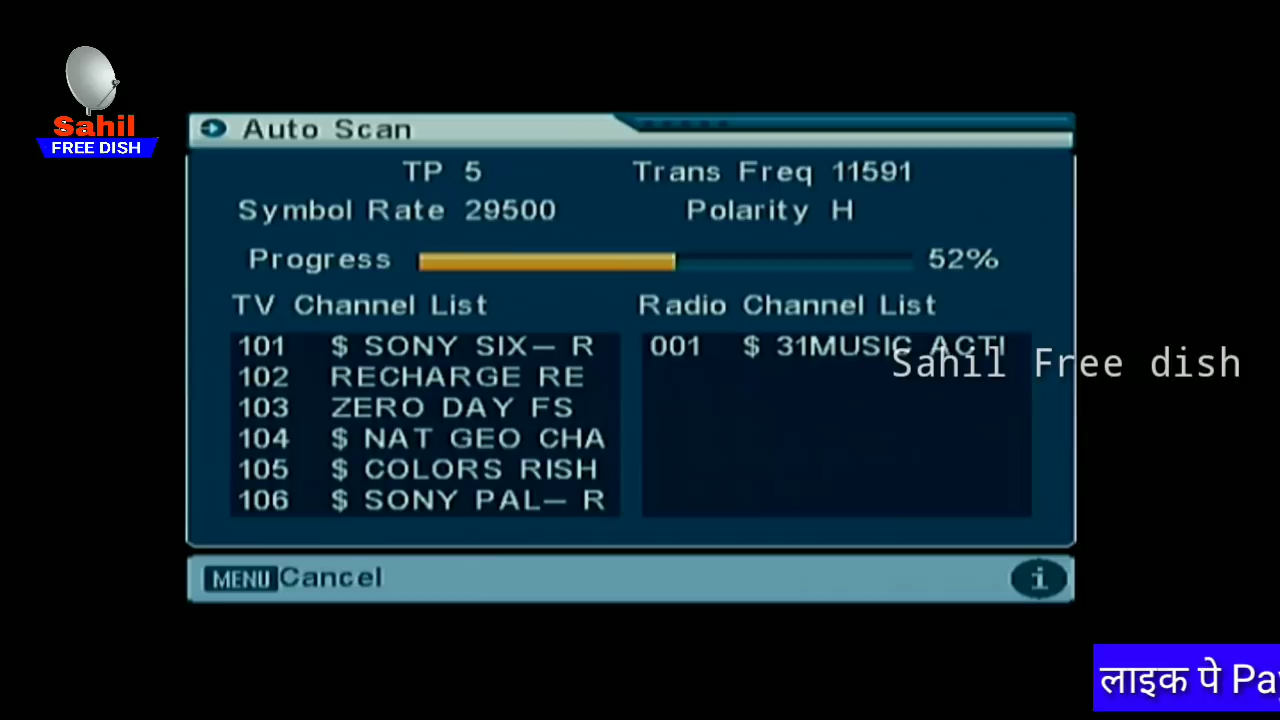 Sahil
FREE DISH
Auto Scan
TP 5
Trans Freq 11591
Symbol Rate 29500
Polarity H
Progress
52%
TV Channel List
101 $ SONY SIX— R
102 RECHARGE RE
103 ZERO DAY FS
104 $ NAT GEO CHA
105 $ COLORS RISH
106 $ SONY PAL— R
Radio Channel List
001 $ 31MUSIC ACTI
Sahil Free dish
MENU Cancel
i
लाइक पे Pay